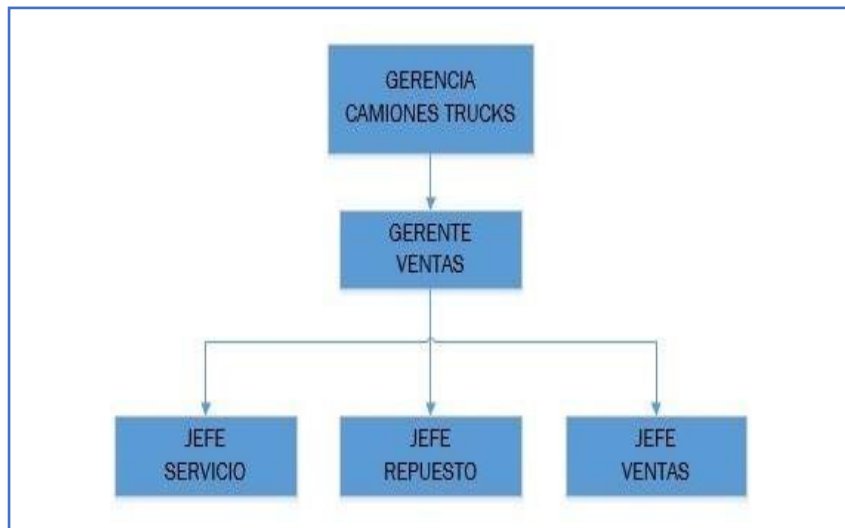 GERENCIA
CAMIONES TRUCKS
GERENTE
VENTAS
JEFE
SERVICIO
JEFE
REPUESTO
JEFE
VENTAS